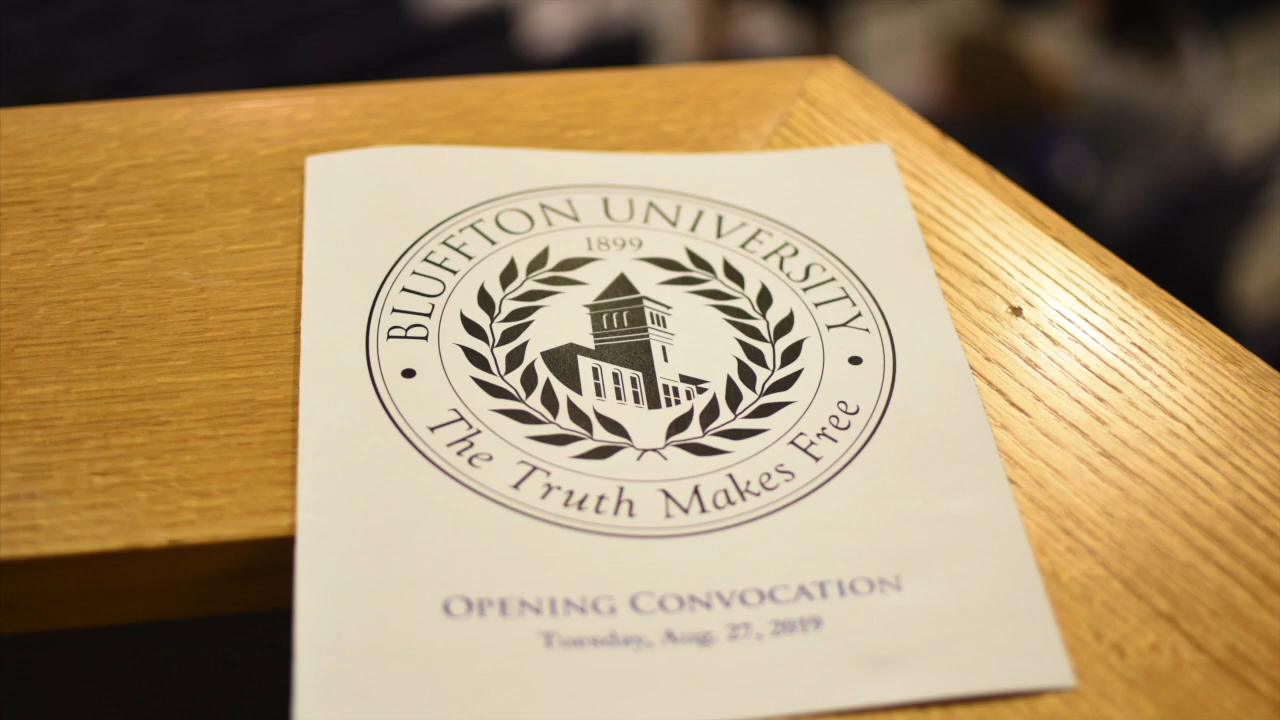 BLUFFTON UNIVERSITY
1899
The Truth Makes Free
OPENING CONVOCATION
Tuesday, Aug. 27, 2019